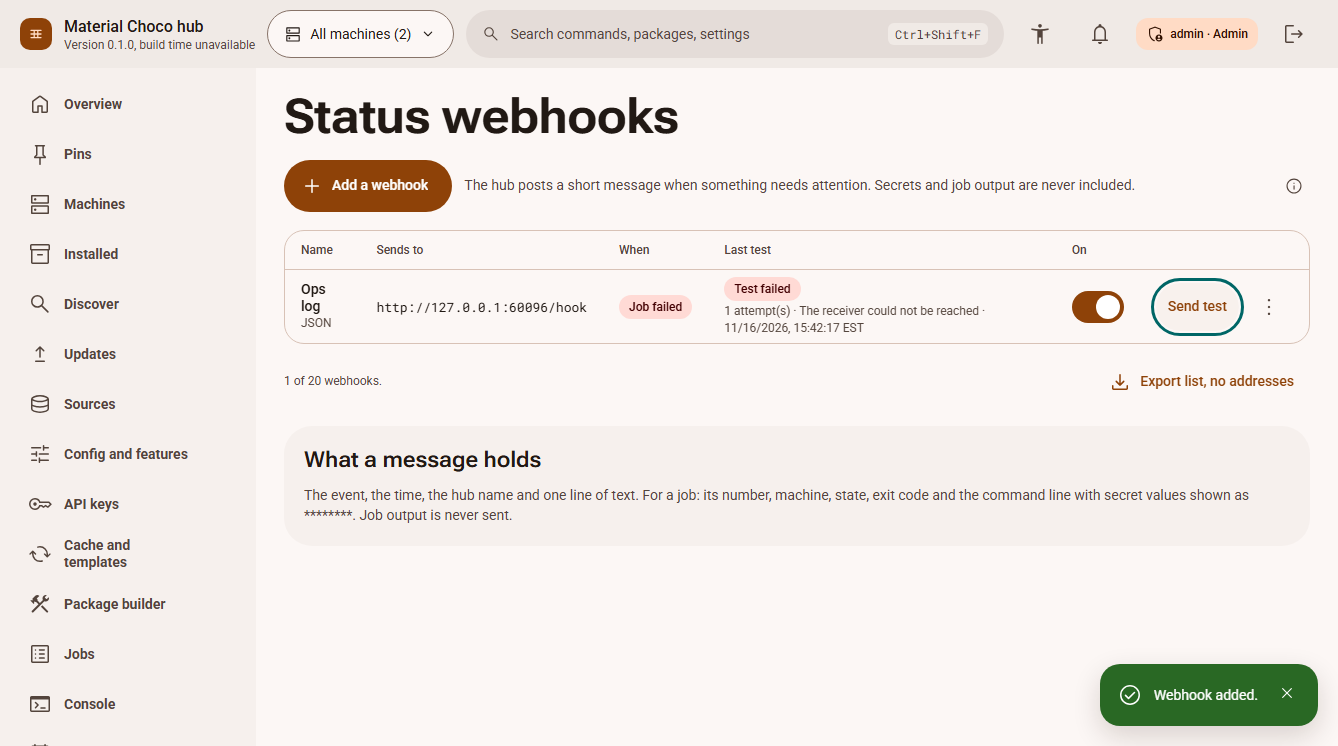 Material Choco hub
Version 0.1.0, build time unavailable
All machines (2)
Search commands, packages, settings
Ctrl+Shift+F
admin · Admin
Overview
Pins
Machines
Installed
Discover
Updates
Sources
Config and features
API keys
Cache and
templates
Package builder
Jobs
Console
Status webhooks
Add a webhook
The hub posts a short message when something needs attention. Secrets and job output are never included.
Name
Sends to
When
Last test
On
Ops
log
JSON
http://127.0.0.1:60096/hook
Job failed
Test failed
1 attempt(s) · The receiver could not be reached ·
11/16/2026, 15:42:17 EST
Send test
1 of 20 webhooks.
Export list, no addresses
What a message holds
The event, the time, the hub name and one line of text. For a job: its number, machine, state, exit code and the command line with secret values shown as
********. Job output is never sent.
Webhook added.